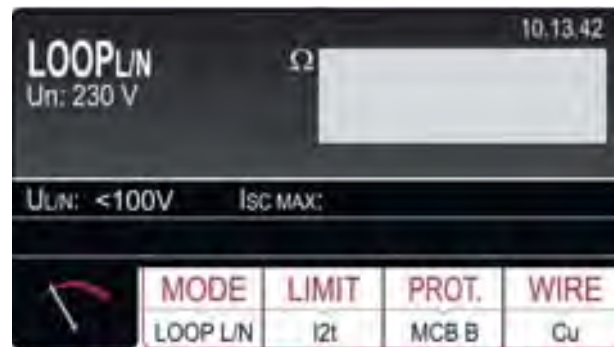 10.13.42
LOOPL/N Ω
Un: 230 V
UL/N: <100V ISC MAX:
MODE LIMIT PROT. WIRE
LOOP L/N I2t MCB B Cu